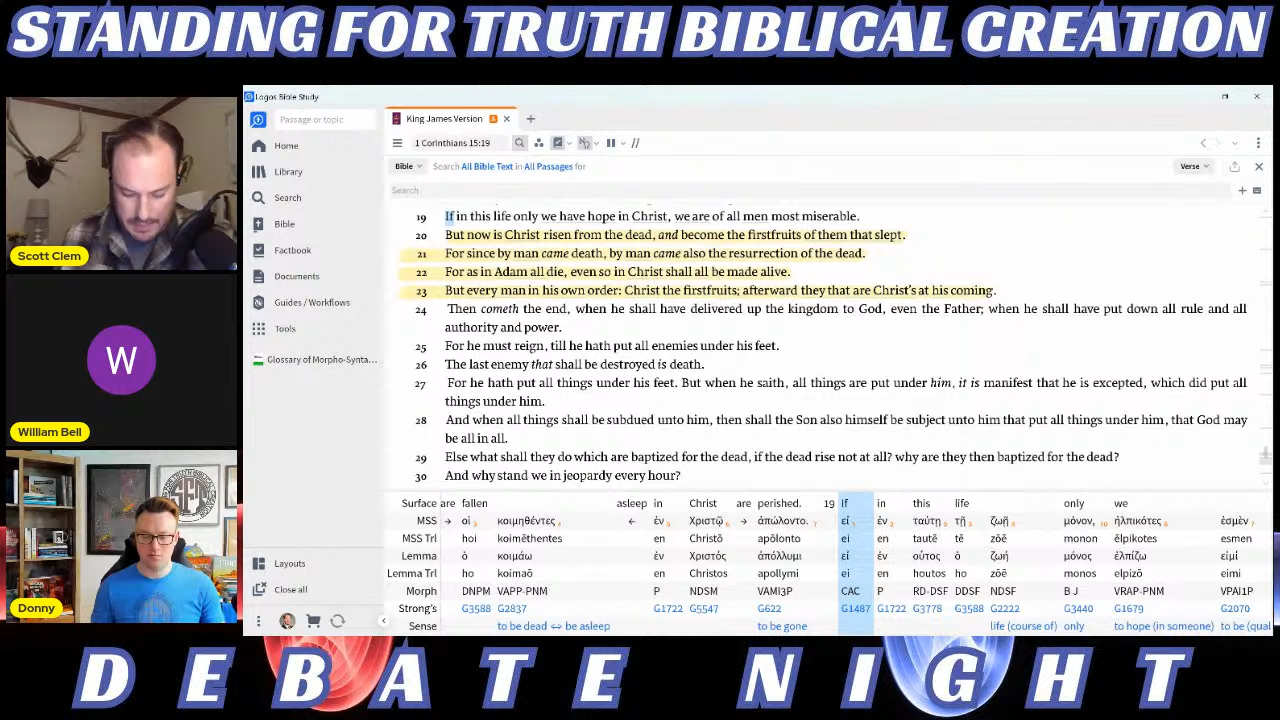 STANDING FOR TRUTH BIBLICAL CREATION
Logos Bible Study
Passage or topic
King James Version A
1 Corinthians 15:19
Home
Library
Search
Bible
Factbook
Documents
Guides / Workflows
Tools
Glossary of Morpho-Synta...
Layouts
Close all
Bible
Search All Bible Text in All Passages for
Verse
Search
19 If in this life only we have hope in Christ, we are of all men most miserable.
20 But now is Christ risen from the dead, and become the firstfruits of them that slept.
21 For since by man came death, by man came also the resurrection of the dead.
22 For as in Adam all die, even so in Christ shall all be made alive.
23 But every man in his own order: Christ the firstfruits; afterward they that are Christ's at his coming.
24 Then cometh the end, when he shall have delivered up the kingdom to God, even the Father; when he shall have put down all rule and all
authority and power.
25 For he must reign, till he hath put all enemies under his feet.
26 The last enemy that shall be destroyed is death.
27 For he hath put all things under his feet. But when he saith, all things are put under him, it is manifest that he is excepted, which did put all
things under him.
28 And when all things shall be subdued unto him, then shall the Son also himself be subject unto him that put all things under him, that God may
be all in all.
29 Else what shall they do which are baptized for the dead, if the dead rise not at all? why are they then baptized for the dead?
30 And why stand we in jeopardy every hour?
Surface are fallen asleep in Christ are perished. 19 If in this life only we
MSS → οἱ 3 κοιμηθέντες 4 ← ἐν 5 Χριστῷ 6 → ἀπώλοντο. 7 εἰ 1 ἐν 2 ταύτῃ 5 τῇ 3 ζωῇ 4 μόνον, 10 ἠλπικότες 6 ἐσμὲν 7
MSS Trl hoi koimēthentes en Christō apōlonto ei en tautē tē zōē monon ēlpikotes esmen
Lemma ὁ κοιμάω ἐν Χριστός ἀπόλλυμι εἰ ἐν οὗτος ὁ ζωή μόνος ἐλπίζω εἰμί
Lemma Trl ho koimaō en Christos apollymi ei en houtos ho zōē monos elpizō eimi
Morph DNPM VAPP-PNM P NDSM VAMI3P CAC P RD-DSF DDSF NDSF B J VRAP-PNM VPAI1P
Strong's G3588 G2837 G1722 G5547 G622 G1487 G1722 G3778 G3588 G2222 G3440 G1679 G2070
Sense to be dead ⇔ be asleep to be gone life (course of) only to hope (in someone) to be (qual
Scott Clem
W
William Bell
SFT
Donny
DEBATE NIGHT